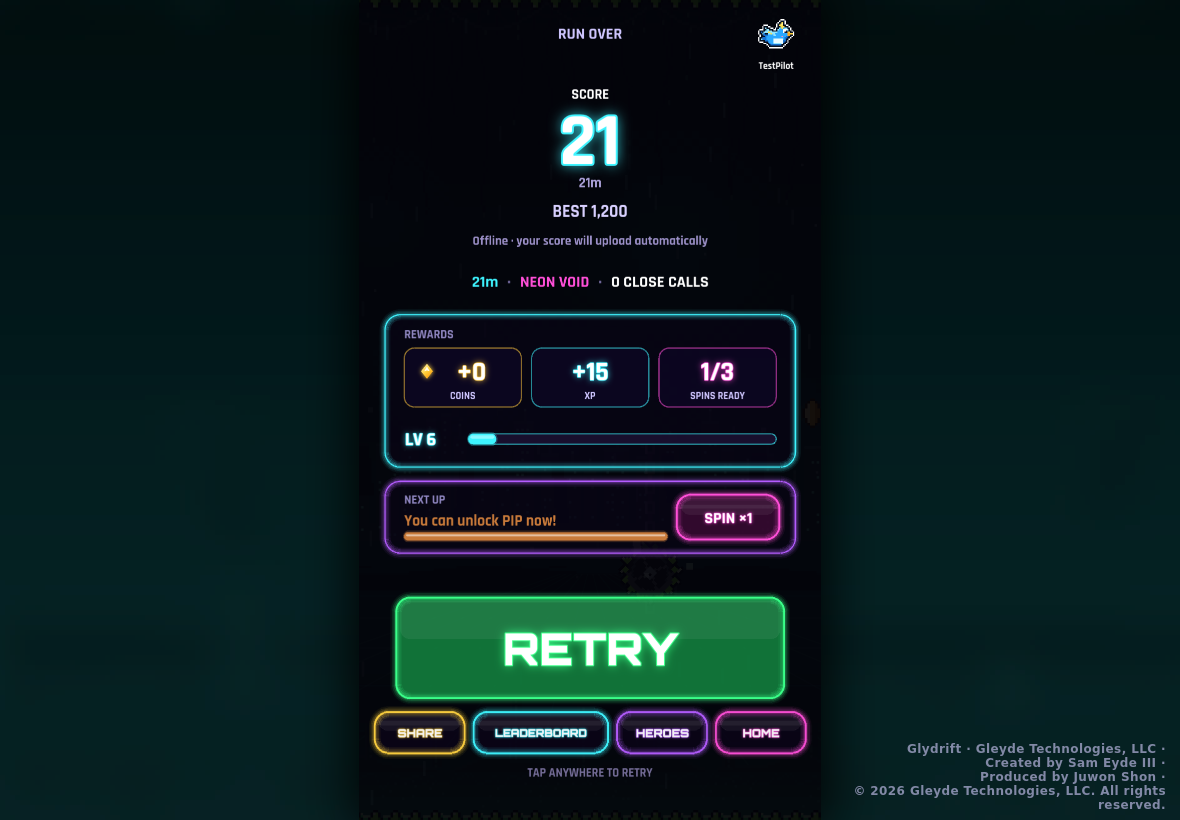 RUN OVER
TestPilot
SCORE
21
21m
BEST 1,200
Offline · your score will upload automatically
21m · NEON VOID · 0 CLOSE CALLS
REWARDS
+0
COINS
+15
XP
1/3
SPINS READY
LV 6
NEXT UP
You can unlock PIP now!
SPIN ×1
RETRY
SHARE
LEADERBOARD
HEROES
HOME
TAP ANYWHERE TO RETRY
Glydrift · Gleyde Technologies, LLC ·
Created by Sam Eyde III ·
Produced by Juwon Shon ·
© 2026 Gleyde Technologies, LLC. All rights
reserved.